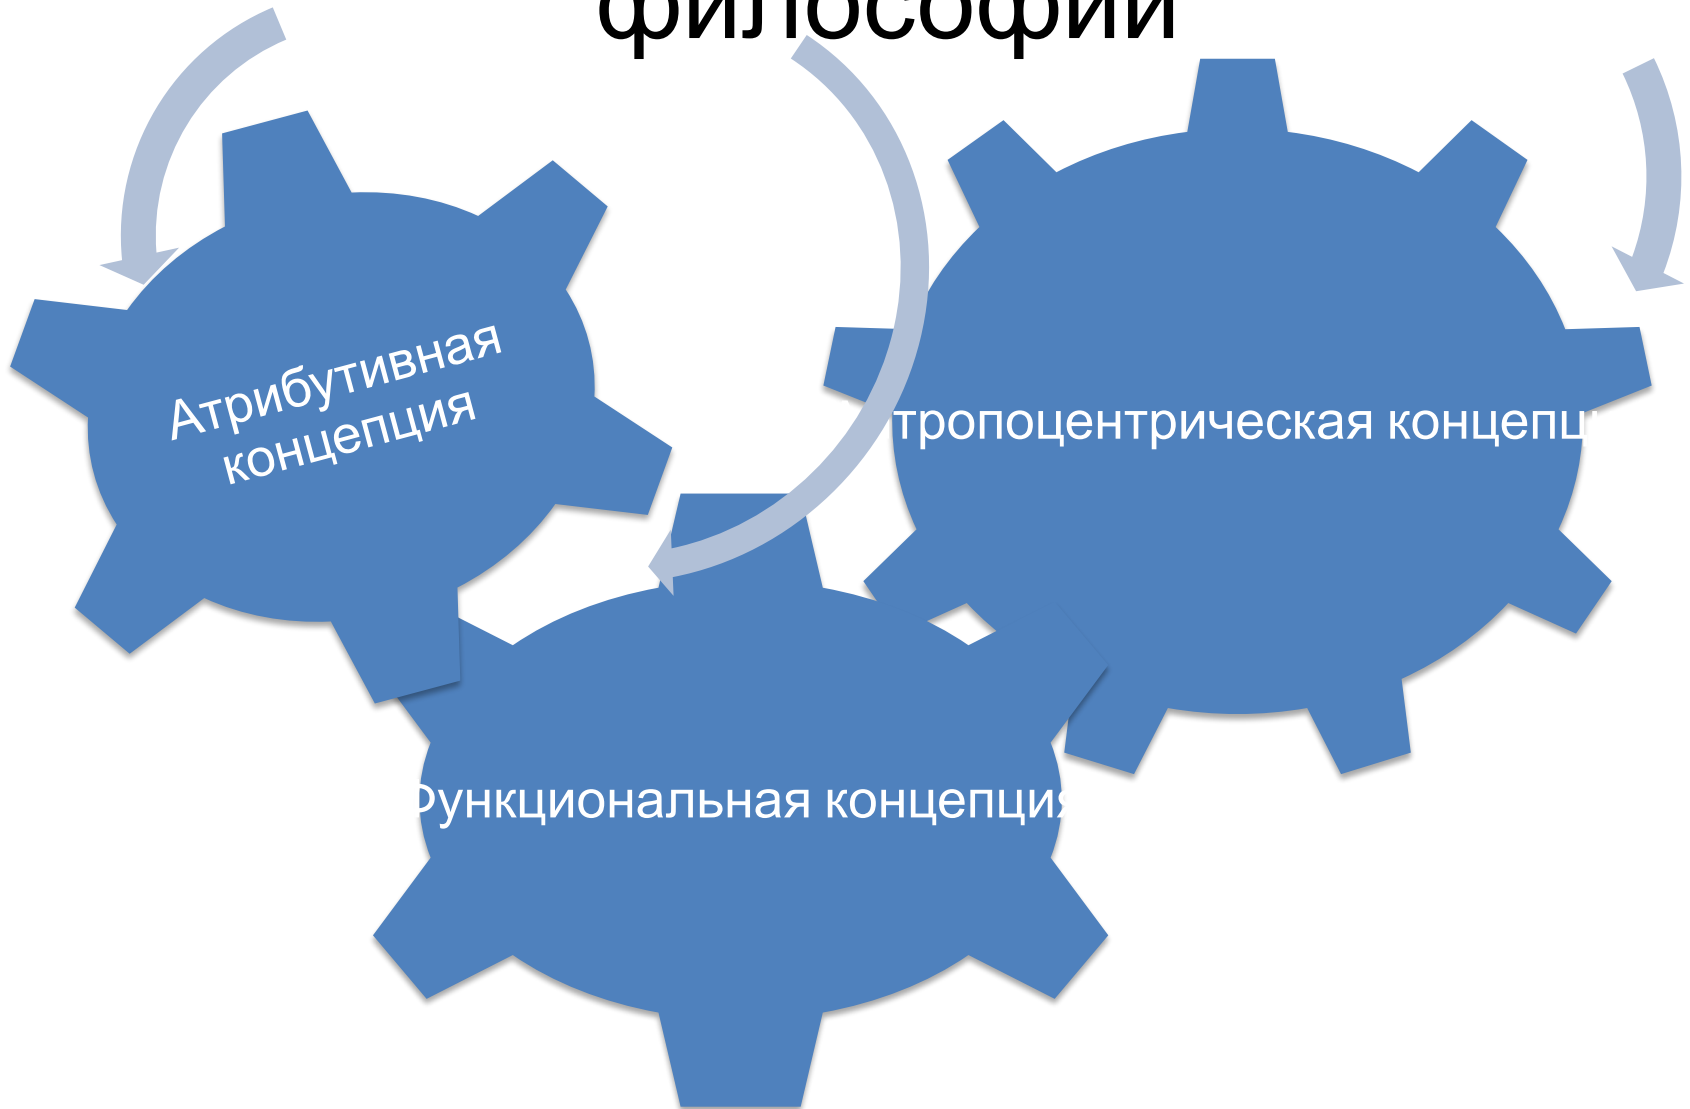 философии
Атрибутивная
концепция
тропоцентрическая концепц
Функциональная концепция